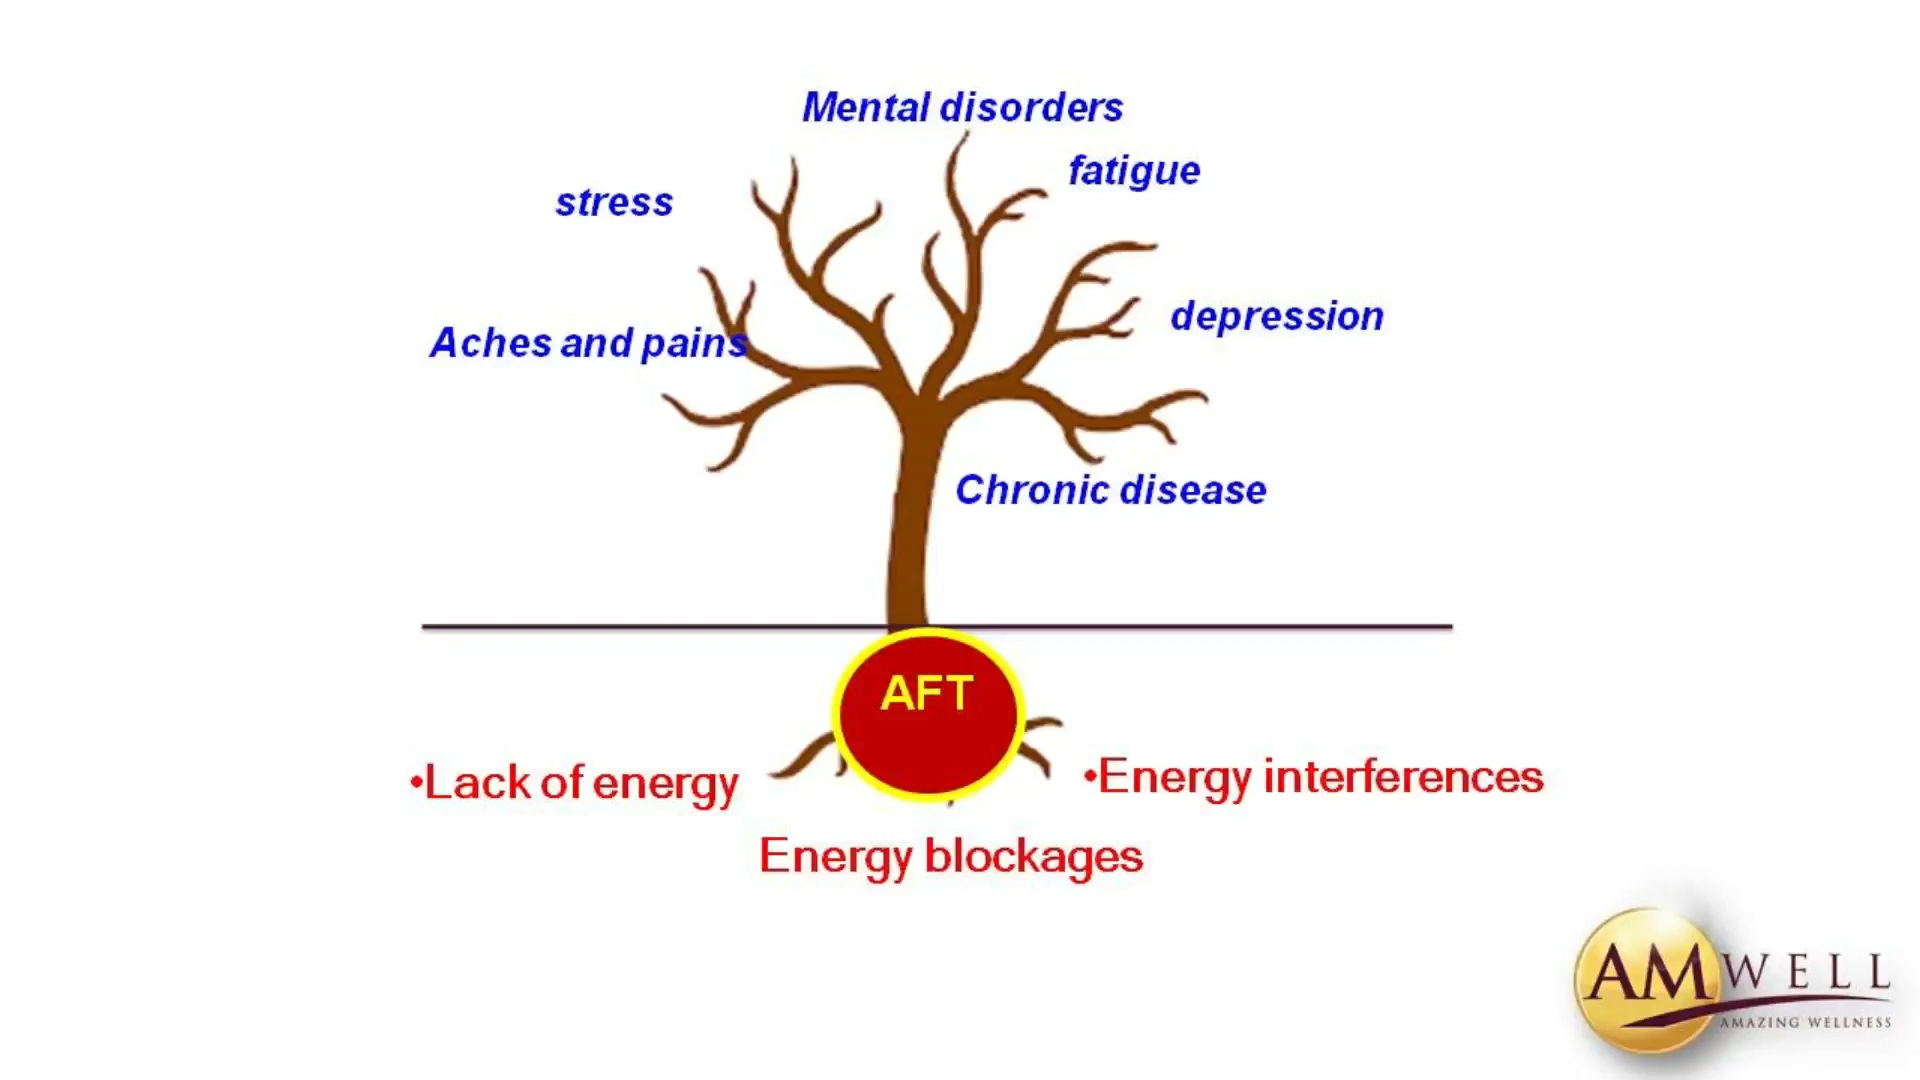 Mental disorders
fatigue
stress
depression
Aches and pains
Chronic disease
AFT
•Lack of energy
•Energy interferences
Energy blockages
AMWELL
AMAZING WELLNESS